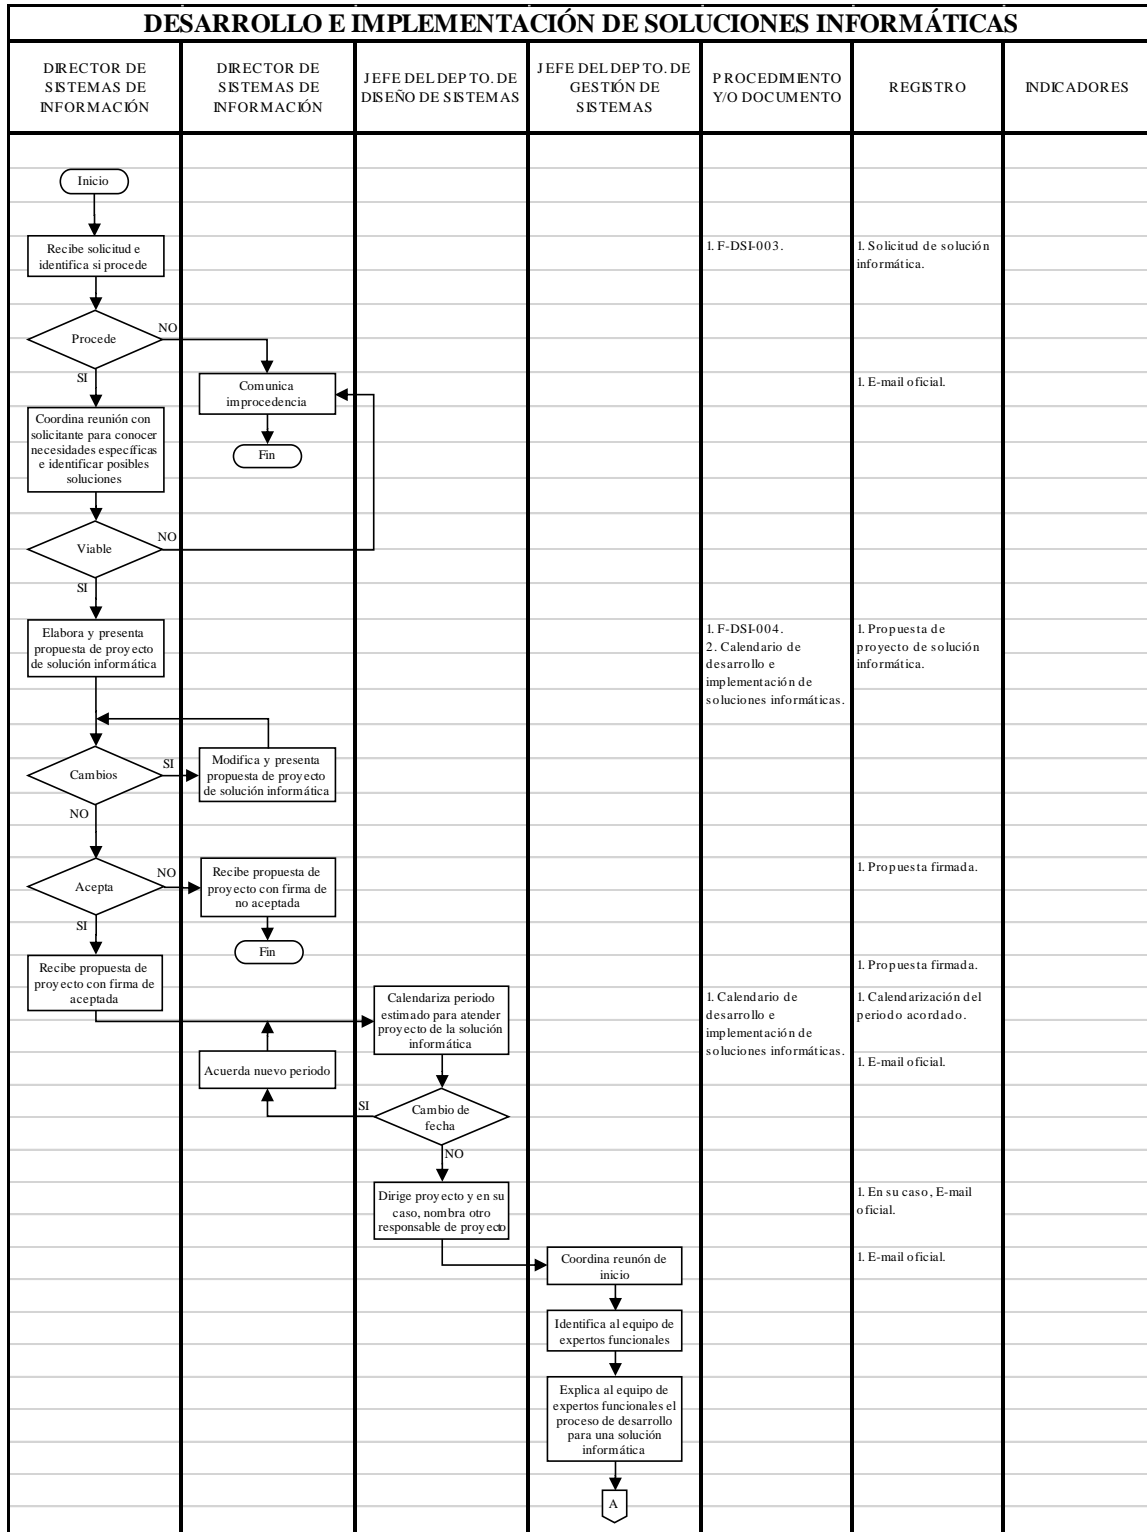 DESARROLLO E IMPLEMENTACIÓN DE SOLUCIONES INFORMÁTICAS
DIRECTOR DE
SISTEMAS DE
INFORMACIÓN
DIRECTOR DE
SISTEMAS DE
INFORMACIÓN
JEFE DEL DEPTO. DE
DISEÑO DE SISTEMAS
JEFE DEL DEPTO. DE
GESTIÓN DE
SISTEMAS
PROCEDIMIENTO
Y/O DOCUMENTO
REGISTRO
INDICADORES
Inicio
Recibe solicitud e
identifica si procede
1. F-DSI-003.
1. Solicitud de solución
informática.
Procede
NO
SI
Comunica
improcedencia
1. E-mail oficial.
Fin
Coordina reunión con
solicitante para conocer
necesidades específicas
e identificar posibles
soluciones
Viable
NO
SI
Elabora y presenta
propuesta de proyecto
de solución informática
1. F-DSI-004.
2. Calendario de
desarrollo e
implementación de
soluciones informáticas.
1. Propuesta de
proyecto de solución
informática.
Cambios
SI
NO
Modifica y presenta
propuesta de proyecto
de solución informática
Acepta
NO
SI
Recibe propuesta de
proyecto con firma de
no aceptada
1. Propuesta firmada.
Fin
Recibe propuesta de
proyecto con firma de
aceptada
1. Propuesta firmada.
Calendariza periodo
estimado para atender
proyecto de la solución
informática
1. Calendario de
desarrollo e
implementación de
soluciones informáticas.
1. Calendarización del
periodo acordado.
Acuerda nuevo periodo
1. E-mail oficial.
Cambio de
fecha
SI
NO
Dirige proyecto y en su
caso, nombra otro
responsable de proyecto
1. En su caso, E-mail
oficial.
Coordina reunón de
inicio
1. E-mail oficial.
Identifica al equipo de
expertos funcionales
Explica al equipo de
expertos funcionales el
proceso de desarrollo
para una solución
informática
A